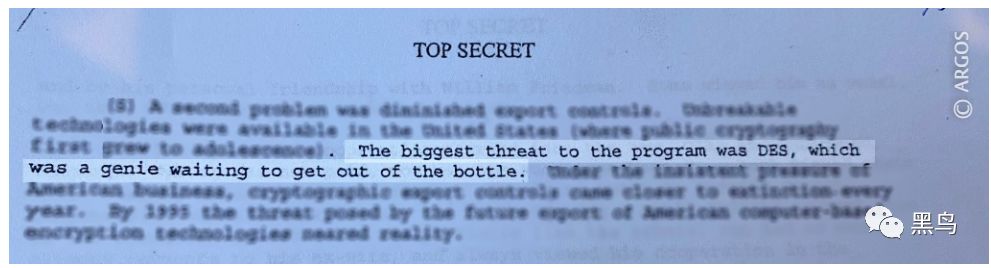 TOP SECRET
© ARGOS
(S) A second problem was diminished export controls. Unbreakable
technologies were available in the United States (where public cryptography
first grew to adolescence). The biggest threat to the program was DES, which
was a genie waiting to get out of the bottle. Under the insistent pressure of
American business, cryptographic export controls came closer to extinction every
year. By 1995 the threat posed by the future export of American computer-based
encryption technologies neared reality.
黑鸟